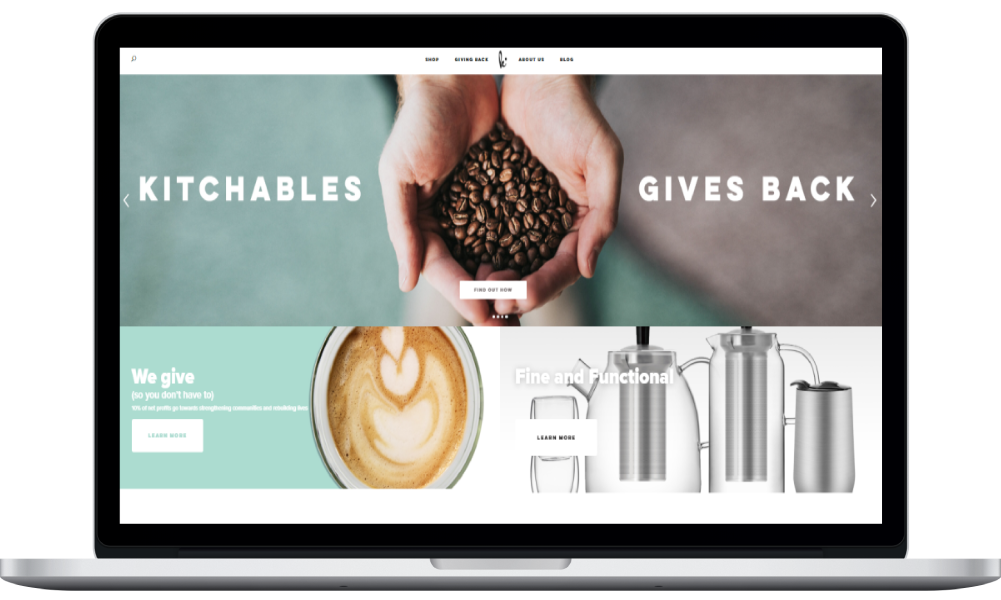 SHOP GIVING BACK k ABOUT US BLOG
KITCHABLES
GIVES BACK
FIND OUT HOW
We give
(so you don't have to)
10% of net profits go towards strengthening communities and rebuilding lives
LEARN MORE
Fine and Functional
LEARN MORE